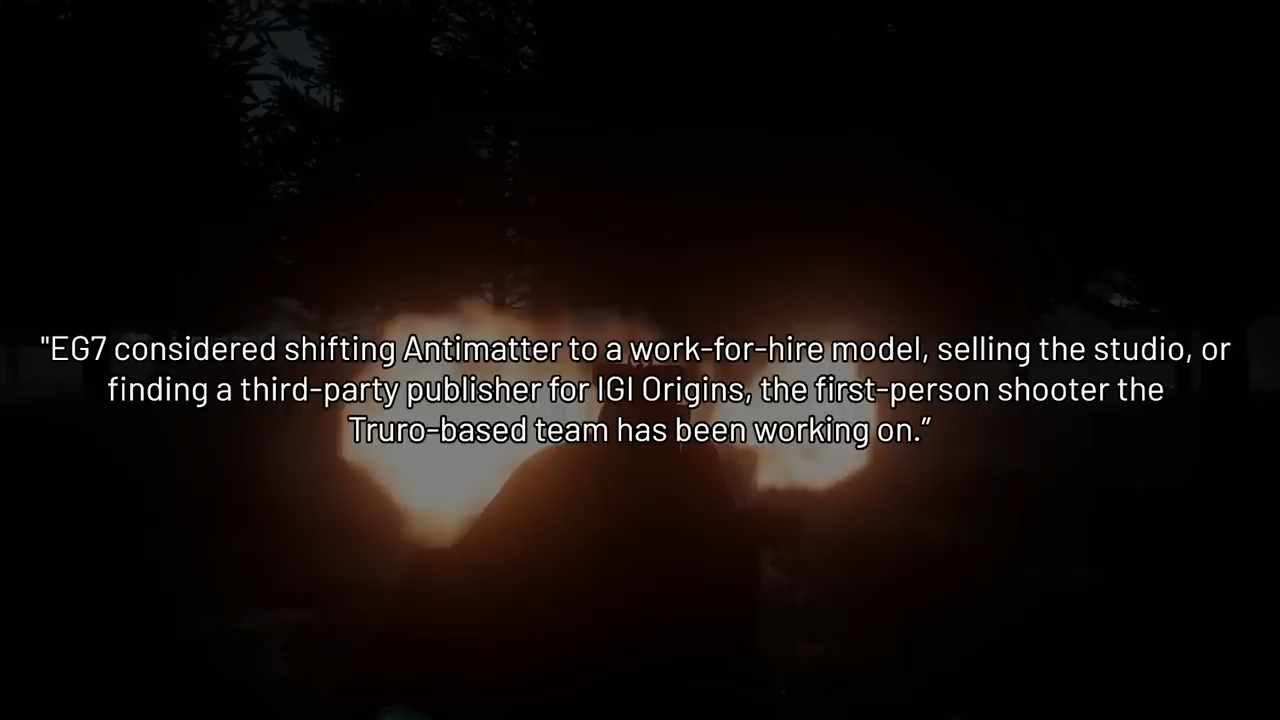 "EG7 considered shifting Antimatter to a work-for-hire model, selling the studio, or
finding a third-party publisher for IGI Origins, the first-person shooter the
Truro-based team has been working on.”